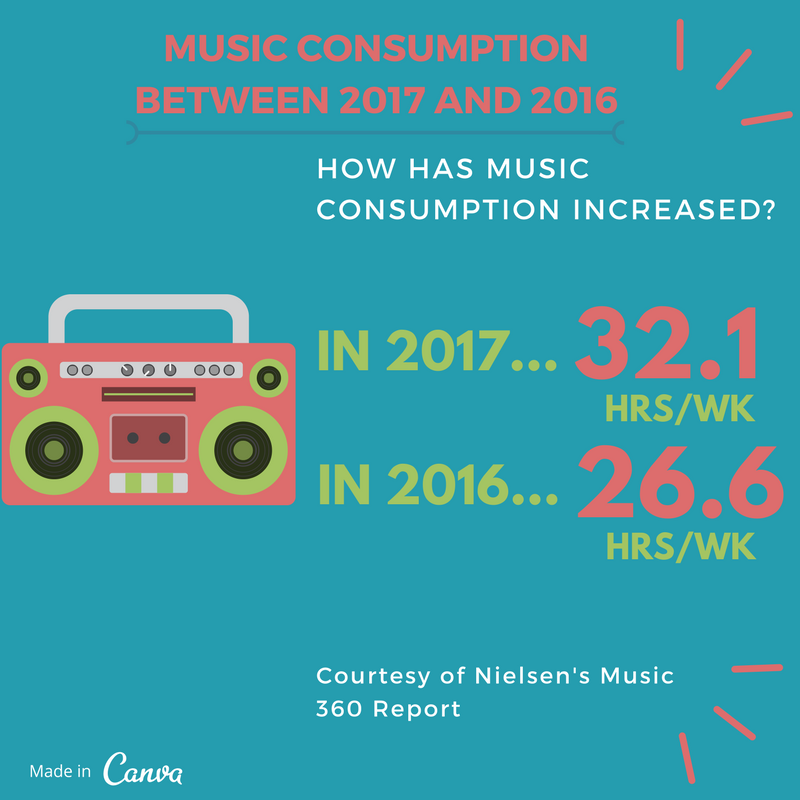 MUSIC CONSUMPTION
BETWEEN 2017 AND 2016
HOW HAS MUSIC
CONSUMPTION INCREASED?
IN 2017... 32.1
HRS/WK
IN 2016... 26.6
HRS/WK
Courtesy of Nielsen's Music
360 Report
Made in Canva